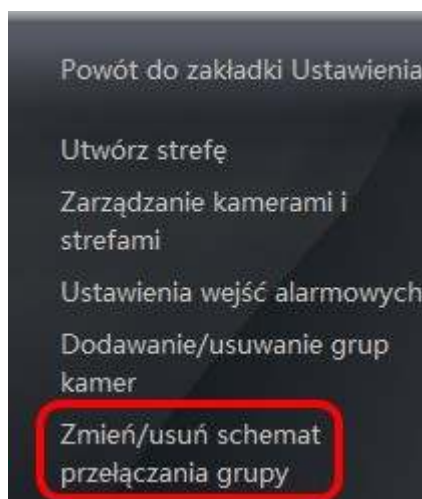 Powót do zakładki Ustawienia
Utwórz strefę
Zarządzanie kamerami i
strefami
Ustawienia wejść alarmowych
Dodawanie/usuwanie grup
kamer
Zmień/usuń schemat
przełączania grupy